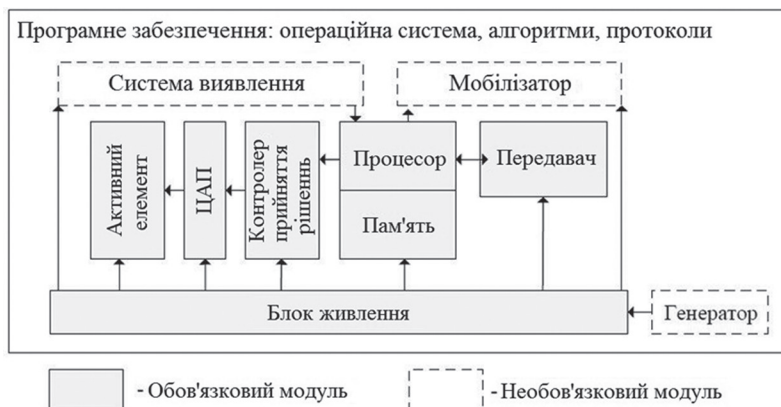 Програмне забезпечення: операційна система, алгоритми, протоколи
Система виявлення
Мобілізатор
Активний
елемент
ЦАП
Контролер
прийняття
рішеннь
Процесор
Пам'ять
Передавач
Блок живлення
Генератор
- Обов'язковий модуль
- Необов'язковий модуль